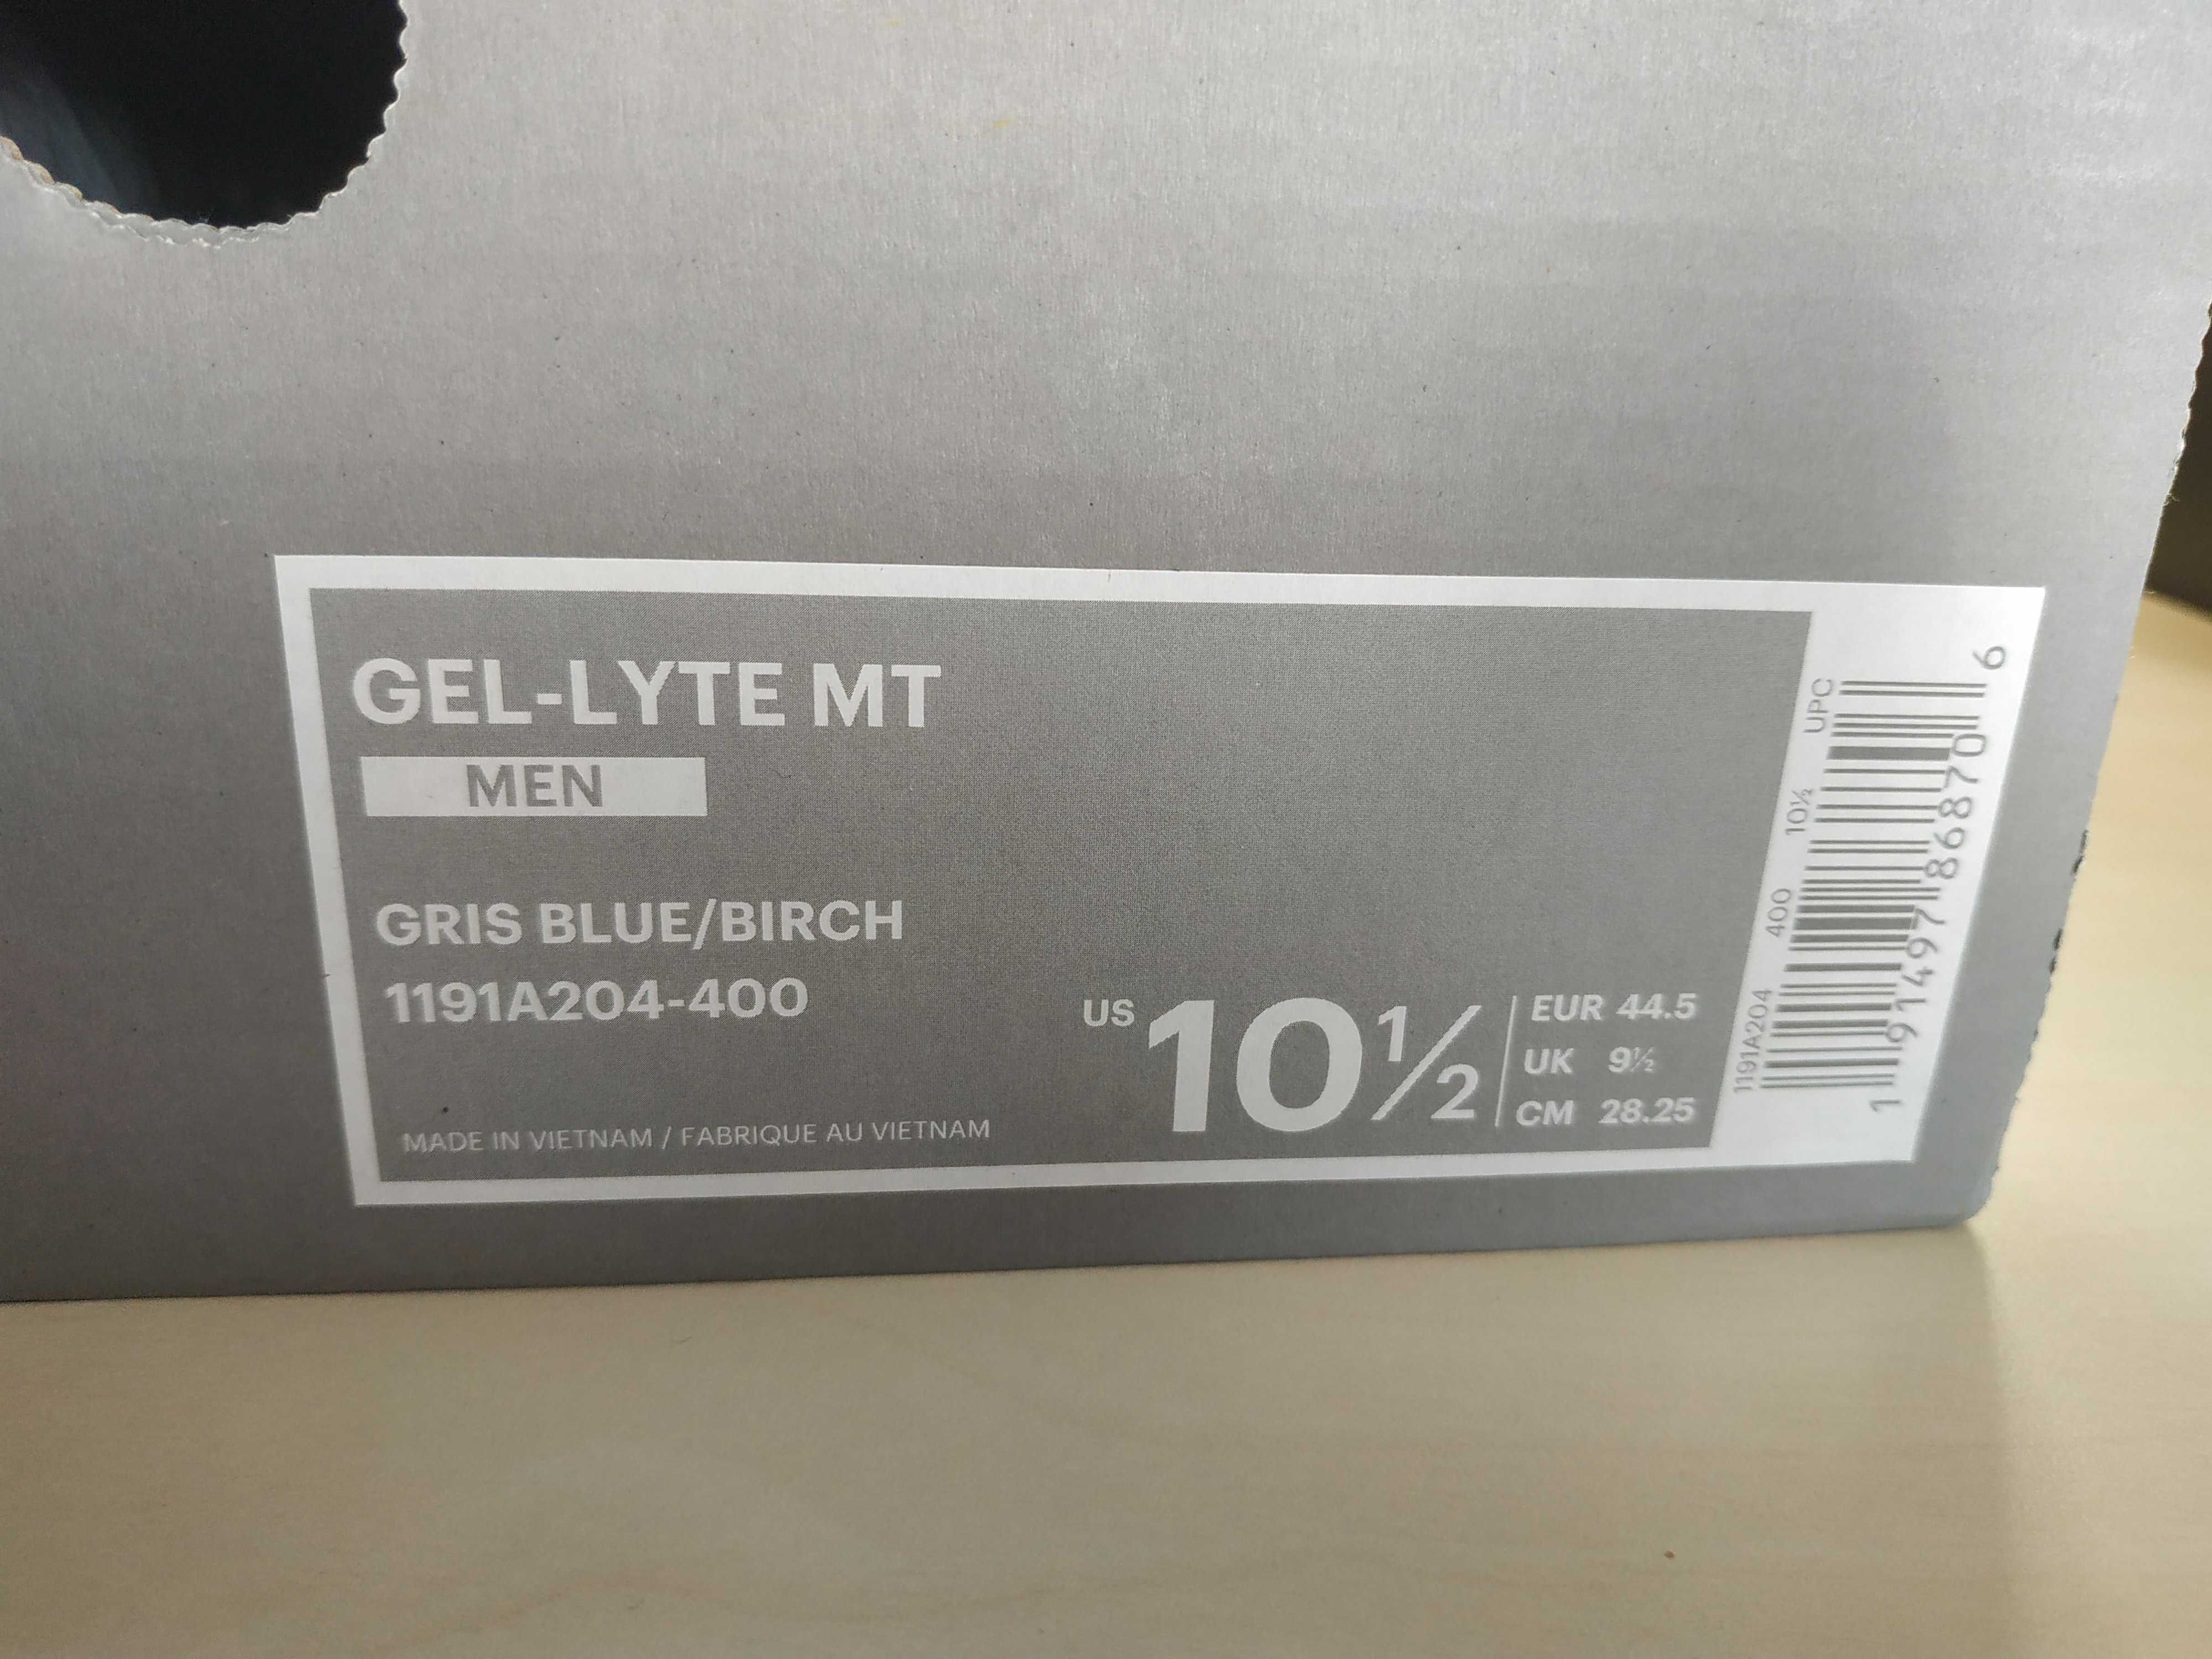 GEL-LYTE MT
MEN
GRIS BLUE/BIRCH
1191A204-400
MADE IN VIETNAM / FABRIQUE AU VIETNAM
US 10½
EUR 44.5
UK 9½
CM 28.25
1191A204 400 10½ UPC
1 91497 86870 6